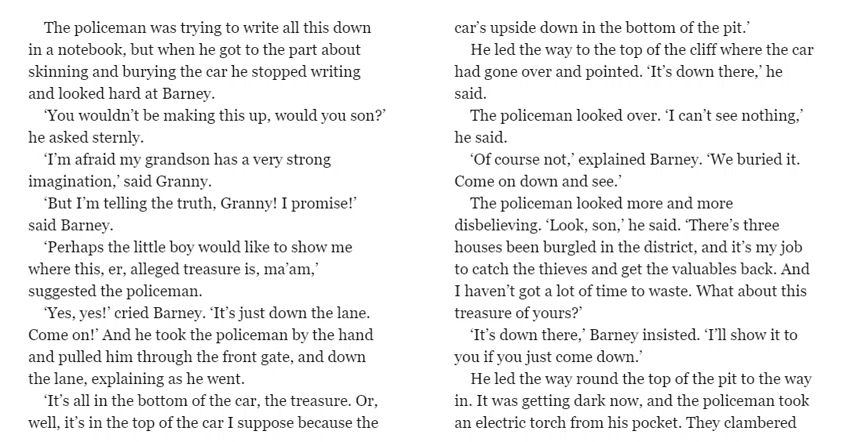 The policeman was trying to write all this down
in a notebook, but when he got to the part about
skinning and burying the car he stopped writing
and looked hard at Barney.
‘You wouldn’t be making this up, would you son?’
he asked sternly.
‘I’m afraid my grandson has a very strong
imagination,’ said Granny.
‘But I’m telling the truth, Granny! I promise!’
said Barney.
‘Perhaps the little boy would like to show me
where this, er, alleged treasure is, ma’am,’
suggested the policeman.
‘Yes, yes!’ cried Barney. ‘It’s just down the lane.
Come on!’ And he took the policeman by the hand
and pulled him through the front gate, and down
the lane, explaining as he went.
‘It’s all in the bottom of the car, the treasure. Or,
well, it’s in the top of the car I suppose because the
car’s upside down in the bottom of the pit.’
He led the way to the top of the cliff where the car
had gone over and pointed. ‘It’s down there,’ he
said.
The policeman looked over. ‘I can’t see nothing,’
he said.
‘Of course not,’ explained Barney. ‘We buried it.
Come on down and see.’
The policeman looked more and more
disbelieving. ‘Look, son,’ he said. ‘There’s three
houses been burgled in the district, and it’s my job
to catch the thieves and get the valuables back. And
I haven’t got a lot of time to waste. What about this
treasure of yours?’
‘It’s down there,’ Barney insisted. ‘I’ll show it to
you if you just come down.’
He led the way round the top of the pit to the way
in. It was getting dark now, and the policeman took
an electric torch from his pocket. They clambered